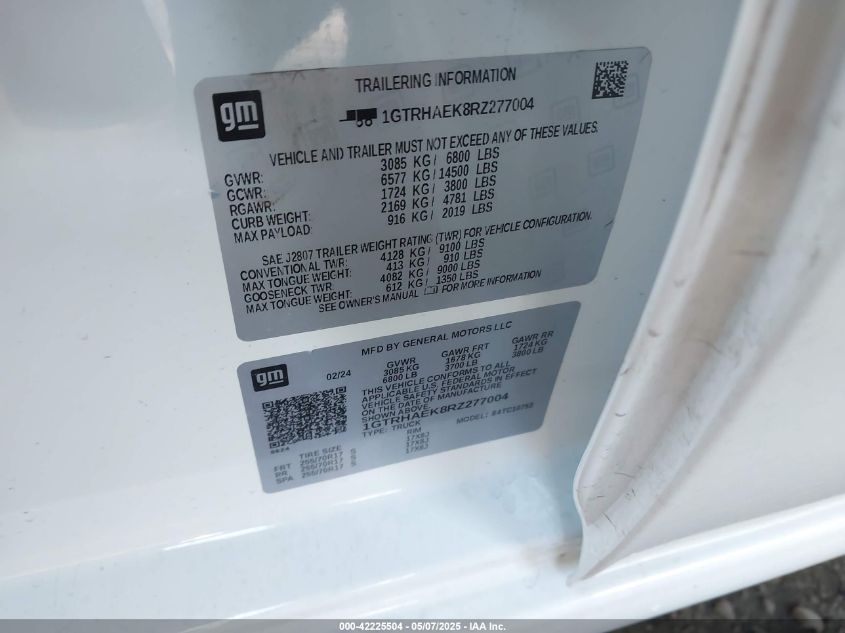 TRAILERING INFORMATION
gm
1GTRHAEK8RZ277004
VEHICLE AND TRAILER MUST NOT EXCEED ANY OF THESE VALUES.
GVWR: 3085 KG/ 6800 LBS
GCWR: 6577 KG/14500 LBS
RGAWR: 1724 KG/ 3800 LBS
CURB WEIGHT: 2169 KG/ 4781 LBS
MAX PAYLOAD: 916 KG/ 2019 LBS
SAE J2807 TRAILER WEIGHT RATING (TWR) FOR VEHICLE CONFIGURATION.
CONVENTIONAL TWR: 4128 KG/ 9100 LBS
MAX TONGUE WEIGHT: 413 KG/ 910 LBS
GOOSENECK TWR: 4082 KG/ 9000 LBS
MAX TONGUE WEIGHT: 612 KG/ 1350 LBS
SEE OWNER'S MANUAL FOR MORE INFORMATION
MFD BY GENERAL MOTORS LLC
gm
02/24
GVWR GAWR FRT GAWR RR
3085 KG 1678 KG 1724 KG
6800 LB 3700 LB 3800 LB
THIS VEHICLE CONFORMS TO ALL
APPLICABLE U.S. FEDERAL MOTOR
VEHICLE SAFETY STANDARDS IN EFFECT
ON THE DATE OF MANUFACTURE
SHOWN ABOVE.
1GTRHAEK8RZ277004
TYPE: TRUCK MODEL:
TIRE SIZE RIM
FRT 255/70R17 S 17X8J
RR 255/70R17 S 17X8J
SPA 255/70R17 S 17X8J
000-42225504 — 05/07/2025 — IAA Inc.